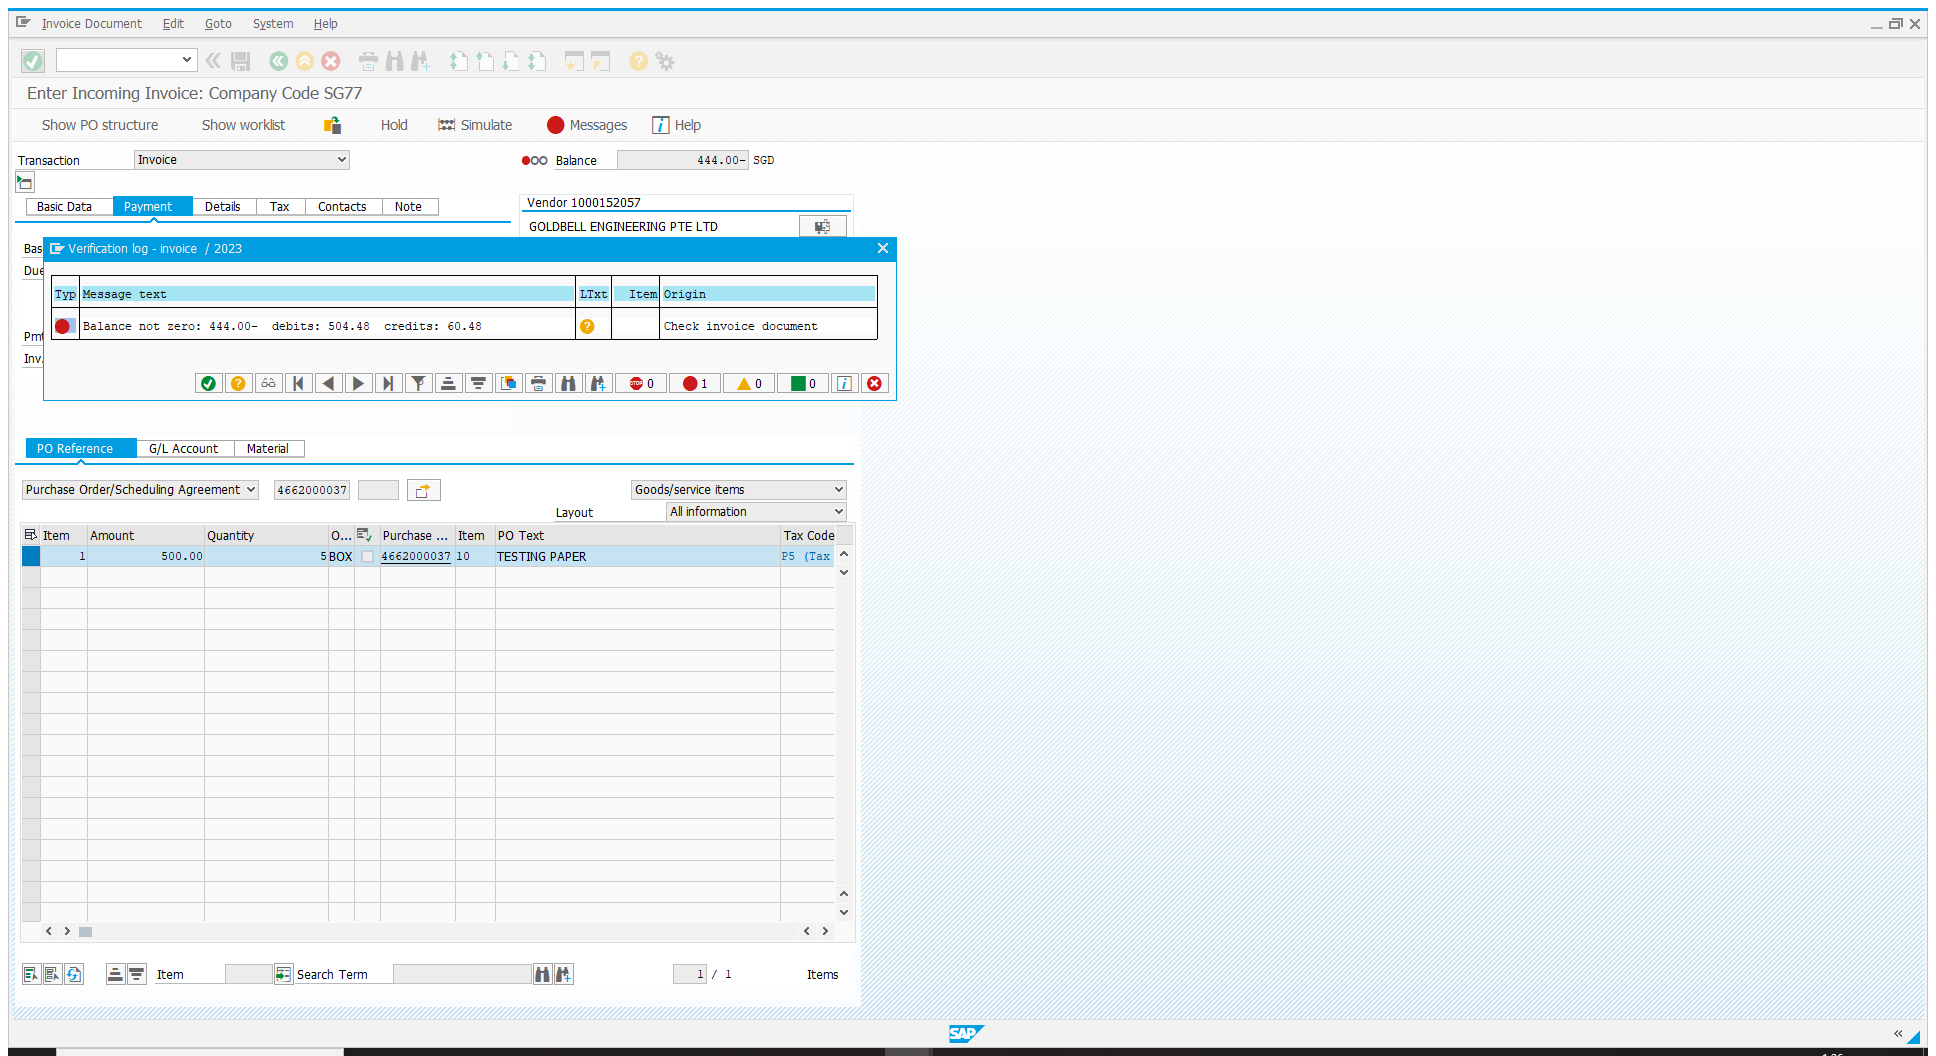 Invoice Document Edit Goto System Help
Enter Incoming Invoice: Company Code SG77
Show PO structure Show worklist Hold Simulate Messages Help
Transaction Invoice Balance 444.00- SGD
Basic Data Payment Details Tax Contacts Note
Vendor 1000152057
GOLDBELL ENGINEERING PTE LTD
Bas
Verification log - invoice / 2023
Due
Typ Message text LTxt Item Origin
Balance not zero: 444.00- debits: 504.48 credits: 60.48 Check invoice document
Pmt
Inv.
STOP 0 1 0 0
PO Reference G/L Account Material
Purchase Order/Scheduling Agreement 4662000037 Goods/service items
Layout All information
Item Amount Quantity O... Purchase ... Item PO Text Tax Code
1 500.00 5 BOX 4662000037 10 TESTING PAPER P5 (Tax
Item Search Term 1 / 1 Items
SAP